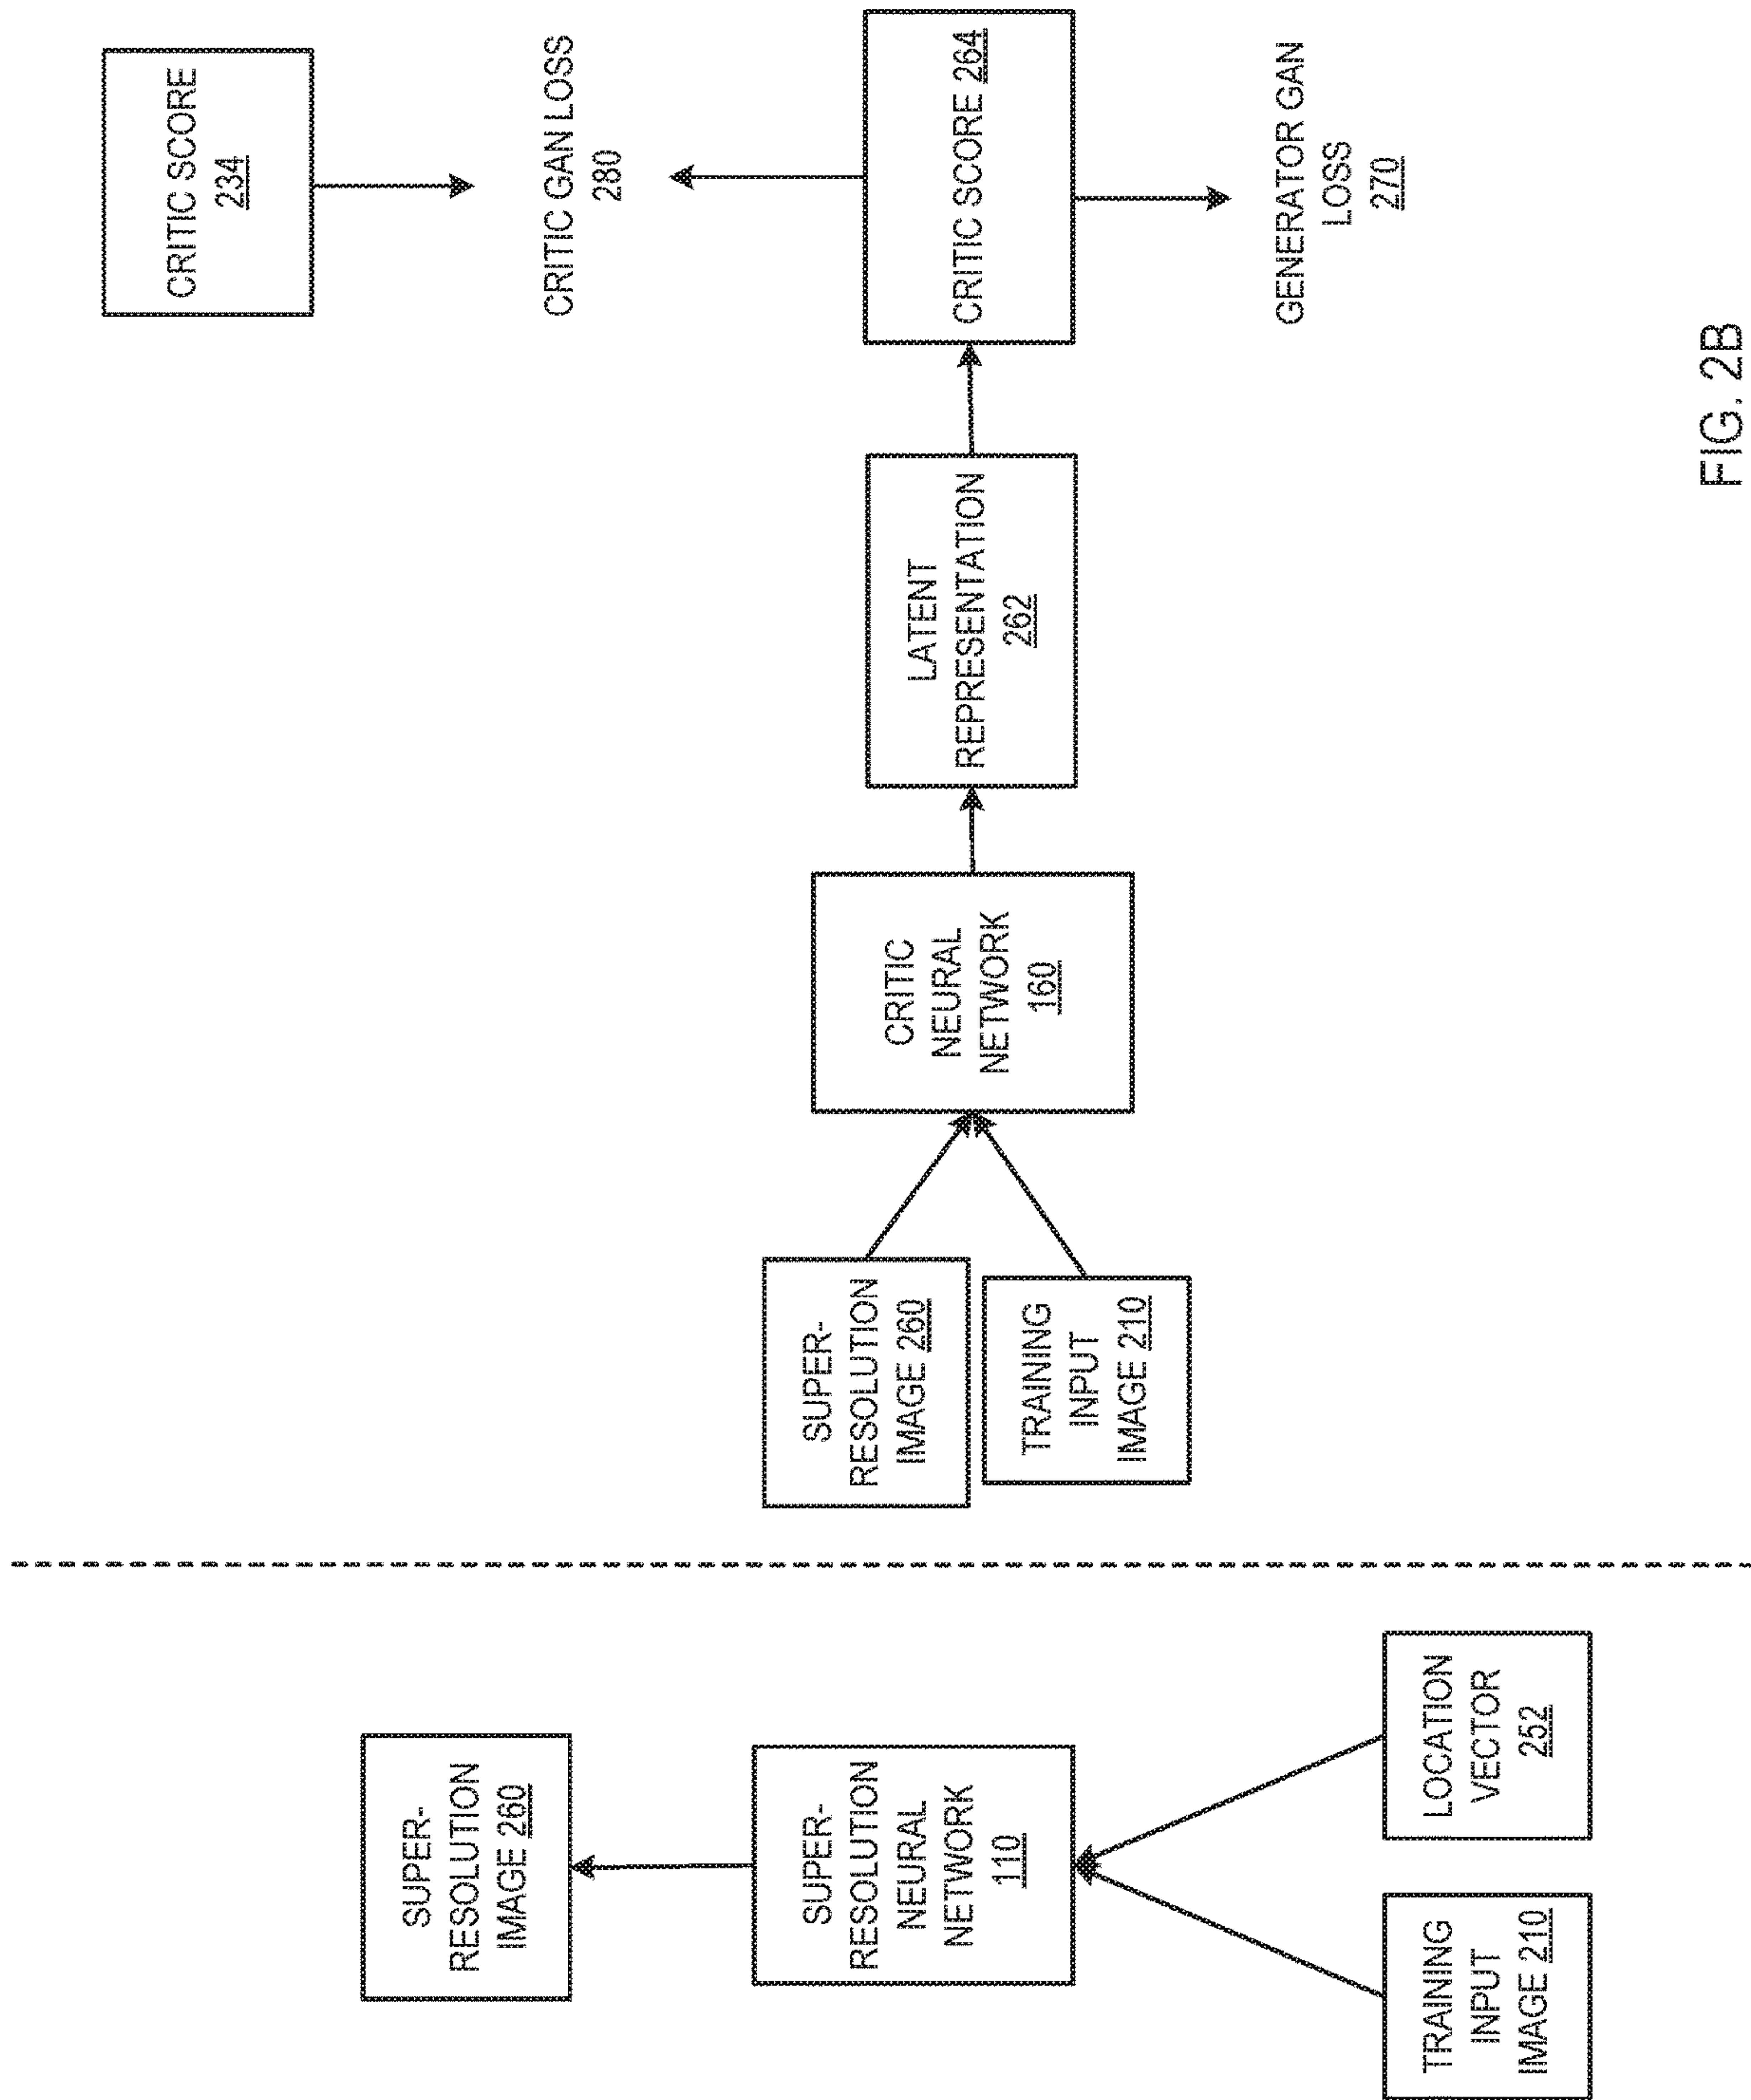 SUPER-
RESOLUTION
IMAGE 260
SUPER-
RESOLUTION
NEURAL
NETWORK
110
TRAINING
INPUT
IMAGE 210
LOCATION
VECTOR
252
SUPER-
RESOLUTION
IMAGE 260
TRAINING
INPUT
IMAGE 210
CRITIC
NEURAL
NETWORK
160
LATENT
REPRESENTATION
262
CRITIC SCORE
234
CRITIC GAN LOSS
280
CRITIC SCORE 264
GENERATOR GAN
LOSS
270
FIG. 2B